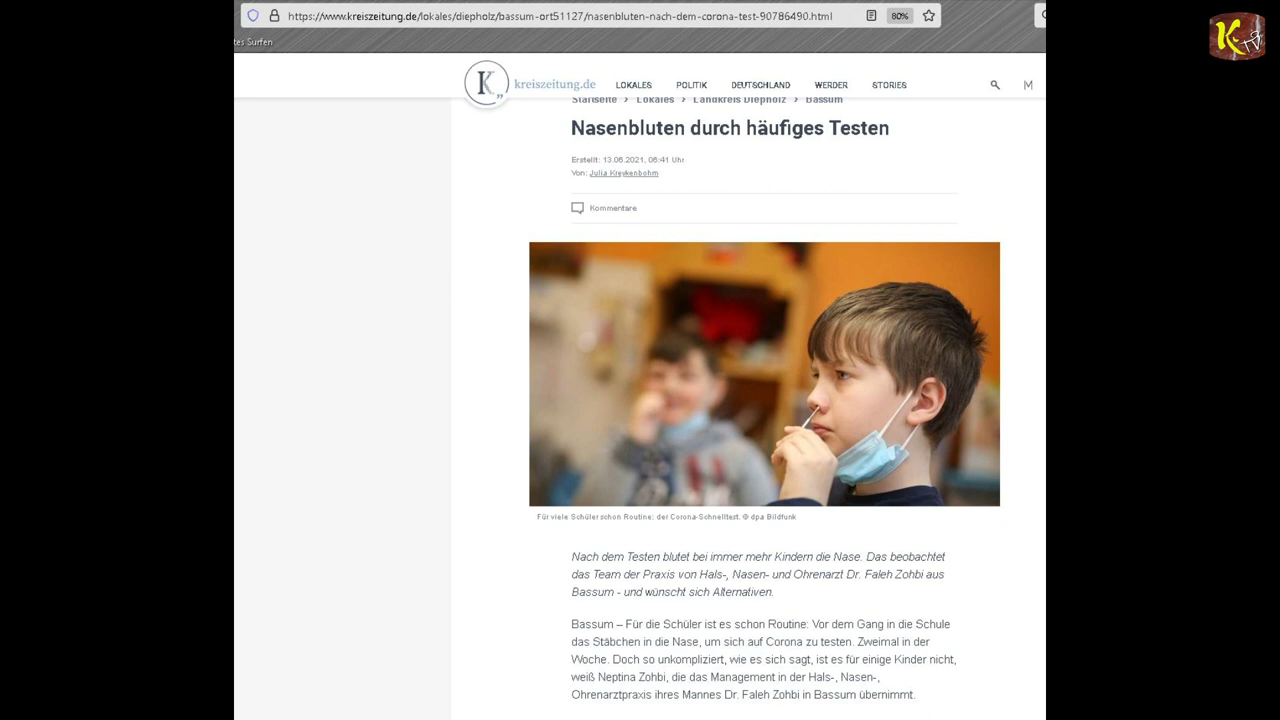 https://www.kreiszeitung.de/lokales/diepholz/bassum-ort51127/nasenbluten-nach-dem-corona-test-90786490.html
80%
tes Surfen
K TV
K„ kreiszeitung.de LOKALES POLITIK DEUTSCHLAND WERDER STORIES M
Startseite > Lokales > Landkreis Diepholz > Bassum
Nasenbluten durch häufiges Testen
Erstellt: 13.06.2021, 06:41 Uhr
Von: Julia Kreykenbohm
Kommentare
Für viele Schüler schon Routine: der Corona-Schnelltest. © dpa Bildfunk
Nach dem Testen blutet bei immer mehr Kindern die Nase. Das beobachtet
das Team der Praxis von Hals-, Nasen- und Ohrenarzt Dr. Faleh Zohbi aus
Bassum - und wünscht sich Alternativen.
Bassum – Für die Schüler ist es schon Routine: Vor dem Gang in die Schule
das Stäbchen in die Nase, um sich auf Corona zu testen. Zweimal in der
Woche. Doch so unkompliziert, wie es sich sagt, ist es für einige Kinder nicht,
weiß Neptina Zohbi, die das Management in der Hals-, Nasen-,
Ohrenarztpraxis ihres Mannes Dr. Faleh Zohbi in Bassum übernimmt.